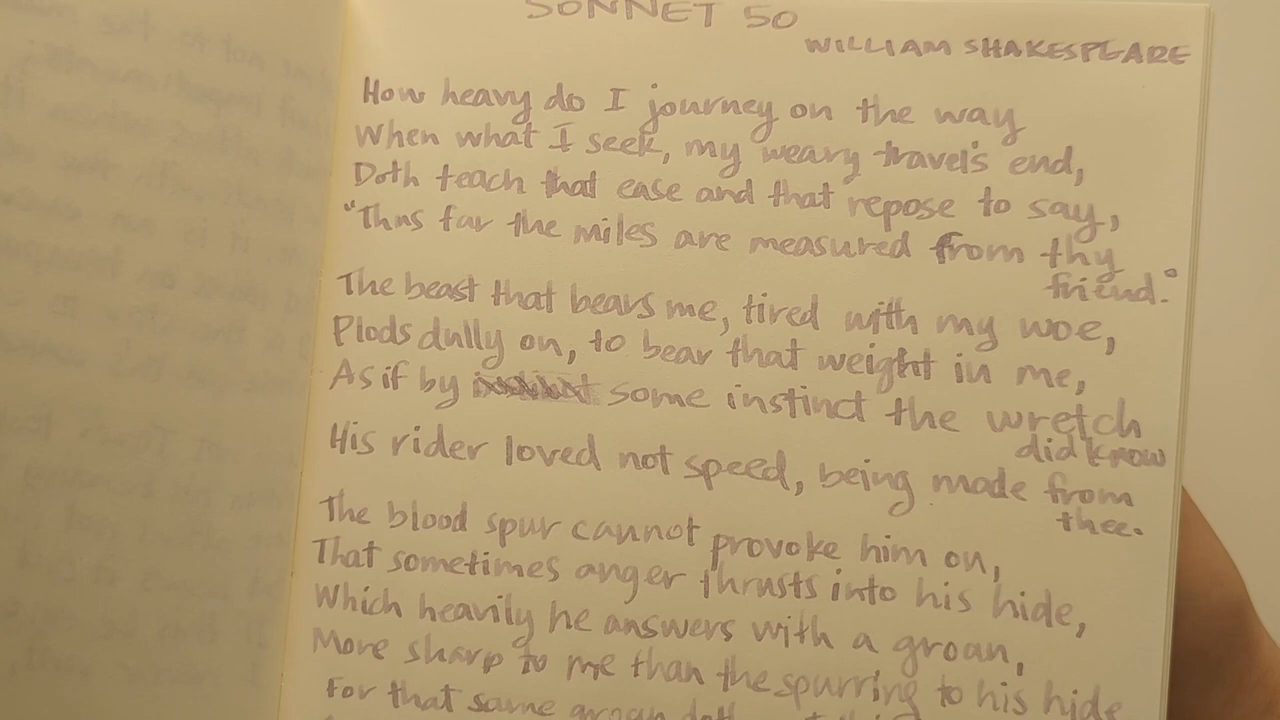 SONNET 50
WILLIAM SHAKESPEARE
How heavy do I journey on the way
When what I seek, my weary travel's end,
Doth teach that ease and that repose to say,
"Thus far the miles are measured from thy
friend."
The beast that bears me, tired with my woe,
Plods dully on, to bear that weight in me,
As if by some instinct the wretch
did know
His rider loved not speed, being made from
thee.
The blood spur cannot provoke him on,
That sometimes anger thrusts into his hide,
Which heavily he answers with a groan,
More sharp to me than the spurring to his hide
For that same groan doth